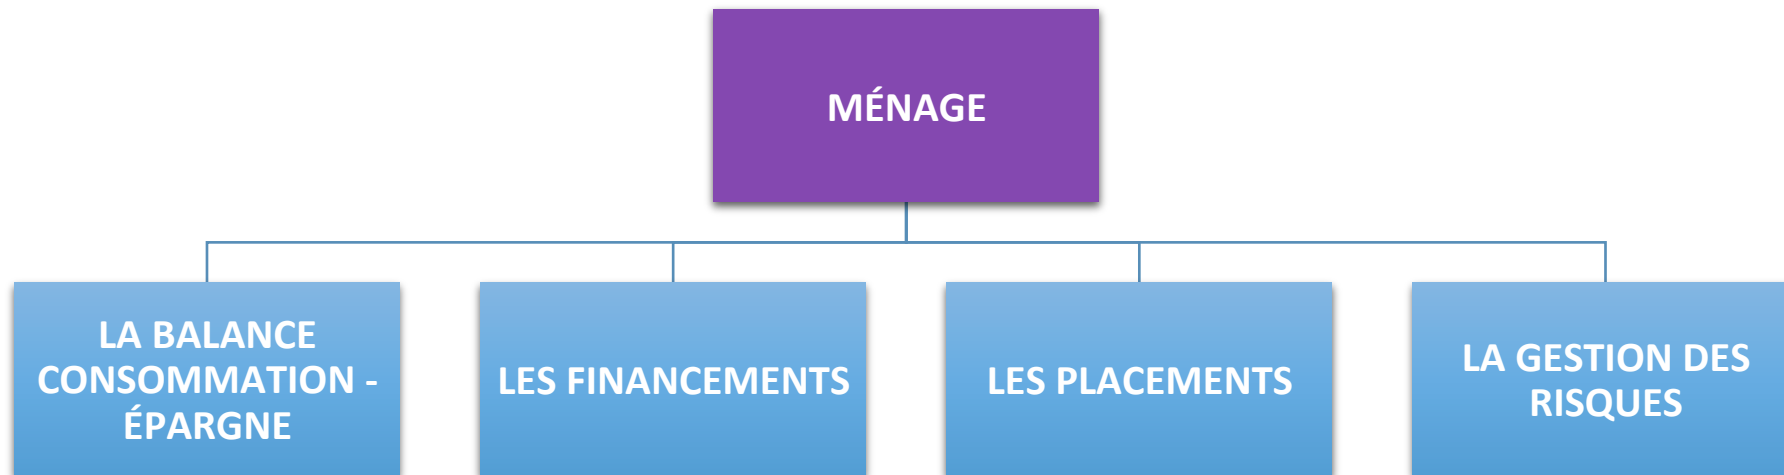 MÉNAGE
LA BALANCE
CONSOMMATION -
ÉPARGNE
LES FINANCEMENTS
LES PLACEMENTS
LA GESTION DES
RISQUES